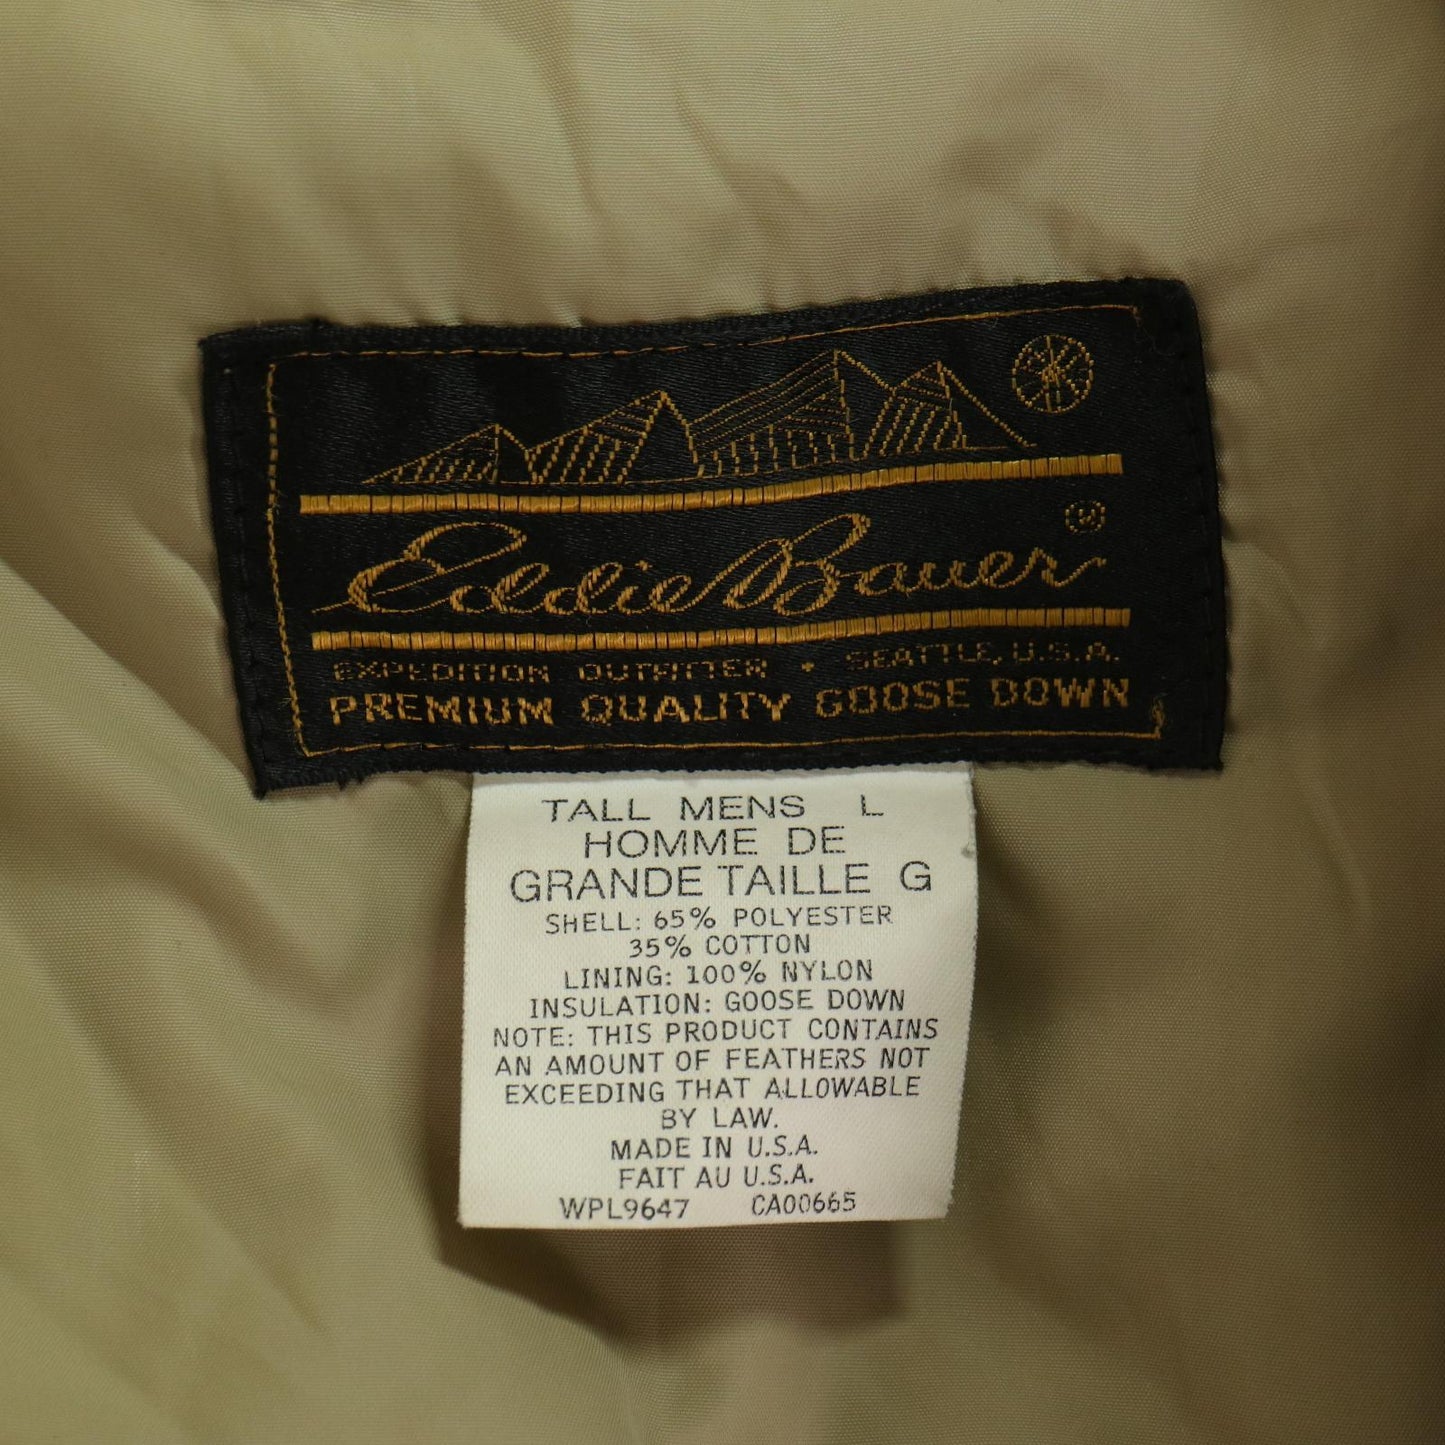 Eddie Bauer ®
EXPEDITION OUTFITTER • SEATTLE, U.S.A.
PREMIUM QUALITY GOOSE DOWN
TALL MENS L
HOMME DE
GRANDE TAILLE G
SHELL: 65% POLYESTER
35% COTTON
LINING: 100% NYLON
INSULATION: GOOSE DOWN
NOTE: THIS PRODUCT CONTAINS
AN AMOUNT OF FEATHERS NOT
EXCEEDING THAT ALLOWABLE
BY LAW.
MADE IN U.S.A.
FAIT AU U.S.A.
WPL9647 CA00665